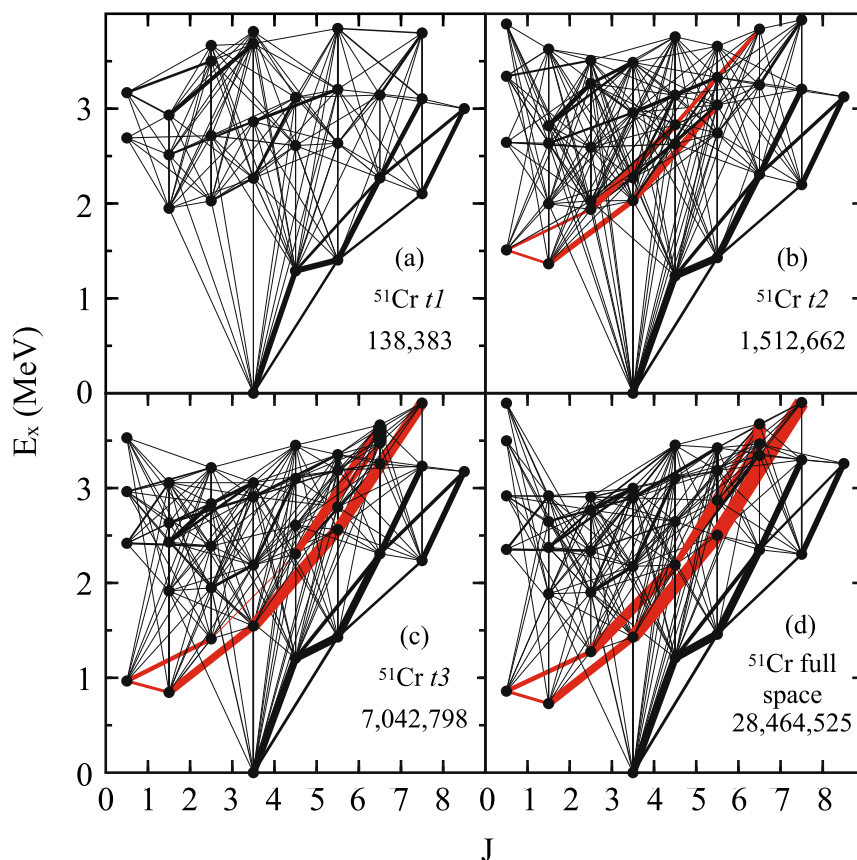 3
2
1
0
(a)
⁵¹Cr t1
138,383
(b)
⁵¹Cr t2
1,512,662
Eₓ (MeV)
3
2
1
0
(c)
⁵¹Cr t3
7,042,798
(d)
⁵¹Cr full
space
28,464,525
0 1 2 3 4 5 6 7 8
0 1 2 3 4 5 6 7 8
J